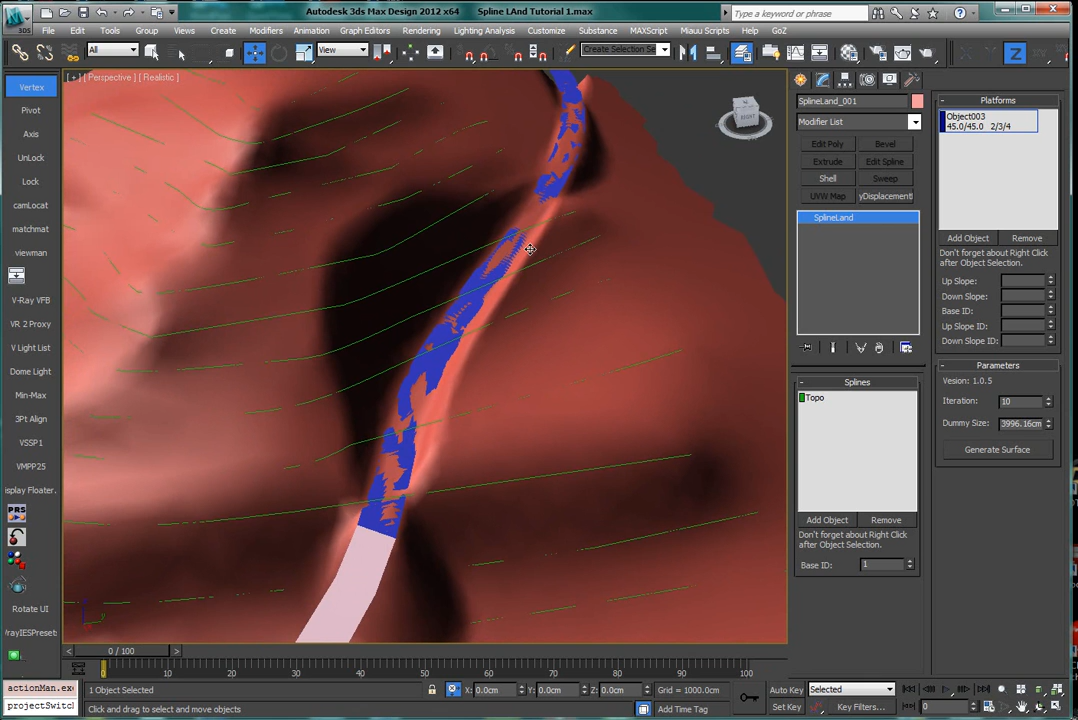 Autodesk 3ds Max Design 2012 x64 Spline LAnd Tutorial 1.max
Type a keyword or phrase
File Edit Tools Group Views Create Modifiers Animation Graph Editors Rendering Lighting Analysis Customize Substance MAXScript Help Miauu Scripts GoZ
All View Create Selection Se
[ + ] [ Perspective ] [ Realistic ]
RIGHT
Vertex
Pivot
Axis
UnLock
Lock
camLocat
matchmat
viewman
V-Ray VFB
VR 2 Proxy
V Light List
Dome Light
Min-Max
3Pt Align
VSSP1
VMPP25
isplay Floater.
PRS
Rotate UI
/rayIESPresets
SplineLand_001
Modifier List
Edit Poly Bevel
Extrude Edit Spline
Shell Sweep
UVW Map yDisplacement
SplineLand
Splines
Topo
Add Object Remove
Don't forget about Right Click
after Object Selection.
Base ID: 1
Platforms
Object003
45.0/45.0 2/3/4
Add Object Remove
Don't forget about Right Click
after Object Selection.
Up Slope:
Down Slope:
Base ID:
Up Slope ID:
Down Slope ID:
Parameters
Version: 1.0.5
Iteration: 10
Dummy Size: 3996.16cm
Generate Surface
0 / 100
0 10 20 30 40 50 60 70 80 90 100
actionMan.exe
projectSwitch
1 Object Selected
X: 0.0cm Y: 0.0cm Z: 0.0cm Grid = 1000.0cm
Auto Key Selected
Click and drag to select and move objects
Add Time Tag
Set Key Key Filters... 0